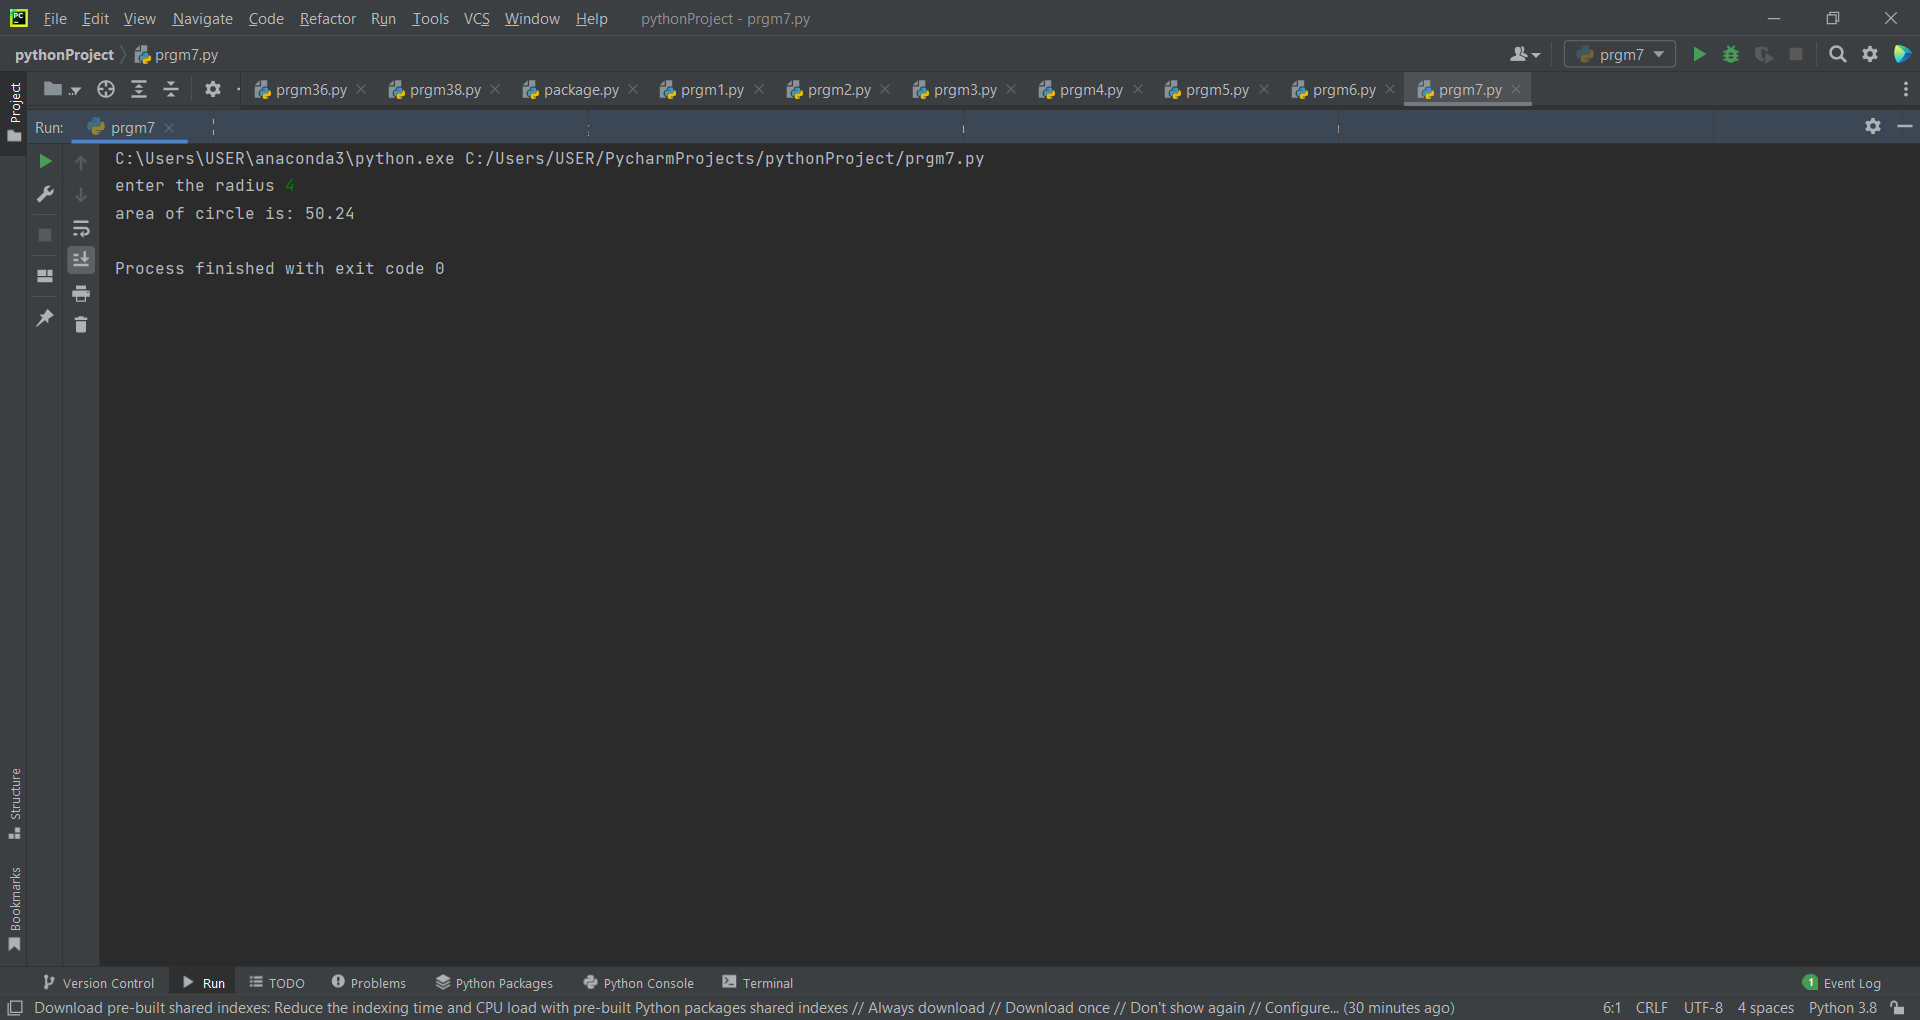 File Edit View Navigate Code Refactor Run Tools VCS Window Help pythonProject - prgm7.py
pythonProject prgm7.py prgm7
prgm36.py prgm38.py package.py prgm1.py prgm2.py prgm3.py prgm4.py prgm5.py prgm6.py prgm7.py
Project
Run: prgm7
C:\Users\USER\anaconda3\python.exe C:/Users/USER/PycharmProjects/pythonProject/prgm7.py
enter the radius 4
area of circle is: 50.24
Process finished with exit code 0
Structure
Bookmarks
Version Control Run TODO Problems Python Packages Python Console Terminal 1 Event Log
Download pre-built shared indexes: Reduce the indexing time and CPU load with pre-built Python packages shared indexes // Always download // Download once // Don't show again // Configure... (30 minutes ago) 6:1 CRLF UTF-8 4 spaces Python 3.8